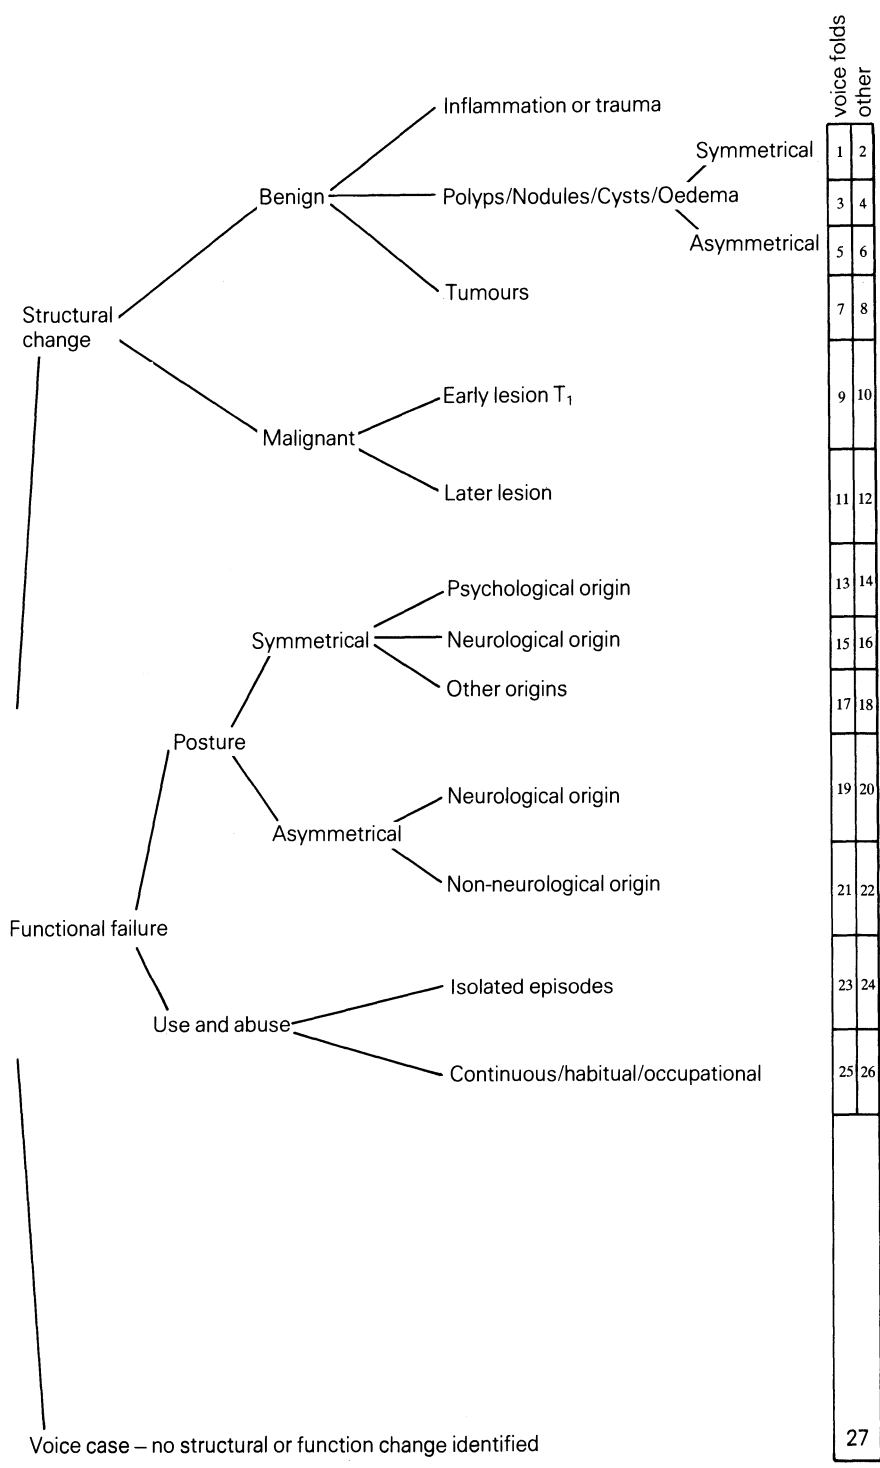 voice folds
other
Inflammation or trauma
Symmetrical
1 2
Benign
Polyps/Nodules/Cysts/Oedema
3 4
Asymmetrical
5 6
Tumours
7 8
Structural
change
Early lesion T₁
9 10
Malignant
Later lesion
11 12
Psychological origin
13 14
Symmetrical
Neurological origin
15 16
Other origins
17 18
Posture
Neurological origin
19 20
Asymmetrical
Non-neurological origin
21 22
Functional failure
Isolated episodes
23 24
Use and abuse
Continuous/habitual/occupational
25 26
Voice case – no structural or function change identified
27